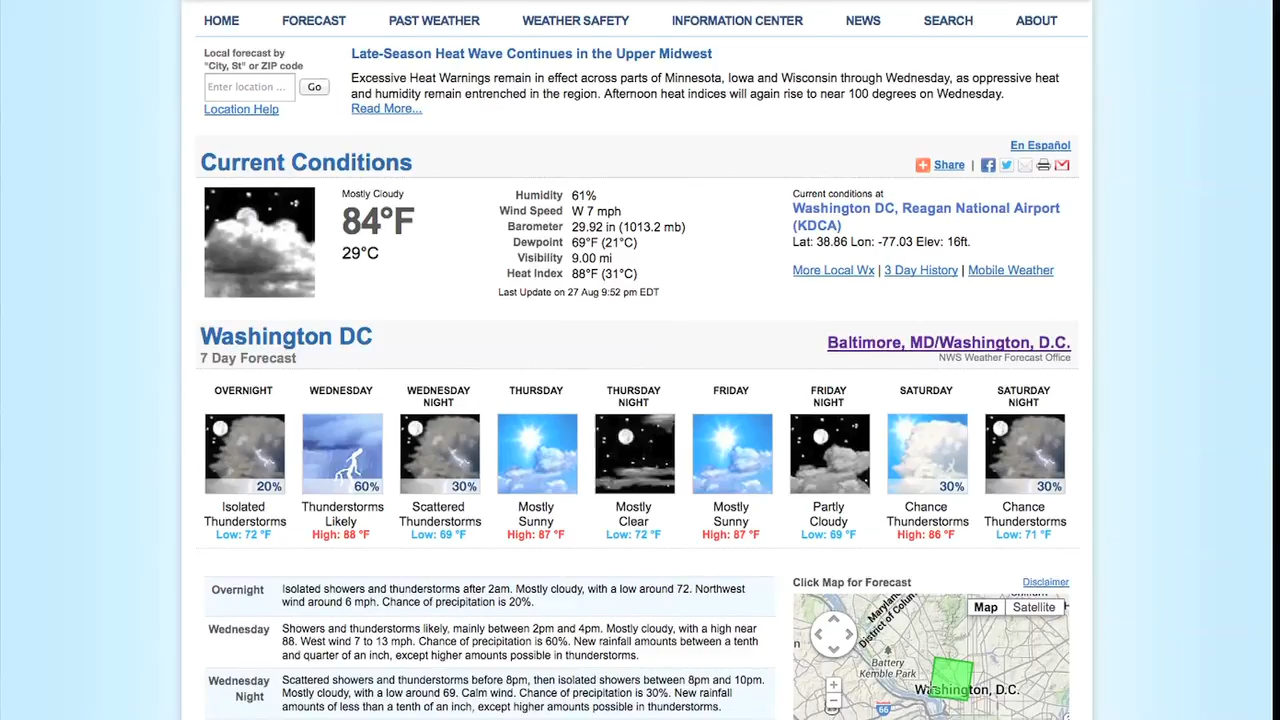 HOME FORECAST PAST WEATHER WEATHER SAFETY INFORMATION CENTER NEWS SEARCH ABOUT
Local forecast by
"City, St" or ZIP code
Enter location ...
Go
Location Help
Late-Season Heat Wave Continues in the Upper Midwest
Excessive Heat Warnings remain in effect across parts of Minnesota, Iowa and Wisconsin through Wednesday, as oppressive heat
and humidity remain entrenched in the region. Afternoon heat indices will again rise to near 100 degrees on Wednesday.
Read More...
En Español
Current Conditions
Share |
Mostly Cloudy
84°F
29°C
Humidity 61%
Wind Speed W 7 mph
Barometer 29.92 in (1013.2 mb)
Dewpoint 69°F (21°C)
Visibility 9.00 mi
Heat Index 88°F (31°C)
Last Update on 27 Aug 9:52 pm EDT
Current conditions at
Washington DC, Reagan National Airport
(KDCA)
Lat: 38.86 Lon: -77.03 Elev: 16ft.
More Local Wx | 3 Day History | Mobile Weather
Washington DC
7 Day Forecast
Baltimore, MD/Washington, D.C.
NWS Weather Forecast Office
OVERNIGHT
20%
Isolated
Thunderstorms
Low: 72 °F
WEDNESDAY
60%
Thunderstorms
Likely
High: 88 °F
WEDNESDAY
NIGHT
30%
Scattered
Thunderstorms
Low: 69 °F
THURSDAY
Mostly
Sunny
High: 87 °F
THURSDAY
NIGHT
Mostly
Clear
Low: 72 °F
FRIDAY
Mostly
Sunny
High: 87 °F
FRIDAY
NIGHT
Partly
Cloudy
Low: 69 °F
SATURDAY
30%
Chance
Thunderstorms
High: 86 °F
SATURDAY
NIGHT
30%
Chance
Thunderstorms
Low: 71 °F
Overnight
Isolated showers and thunderstorms after 2am. Mostly cloudy, with a low around 72. Northwest
wind around 6 mph. Chance of precipitation is 20%.
Wednesday
Showers and thunderstorms likely, mainly between 2pm and 4pm. Mostly cloudy, with a high near
88. West wind 7 to 13 mph. Chance of precipitation is 60%. New rainfall amounts between a tenth
and quarter of an inch, except higher amounts possible in thunderstorms.
Wednesday
Night
Scattered showers and thunderstorms before 8pm, then isolated showers between 8pm and 10pm.
Mostly cloudy, with a low around 69. Calm wind. Chance of precipitation is 30%. New rainfall
amounts of less than a tenth of an inch, except higher amounts possible in thunderstorms.
Click Map for Forecast
Disclaimer
Map Satellite
Maryland
District of Colum
Battery
Kemble Park
Washington, D.C.
66